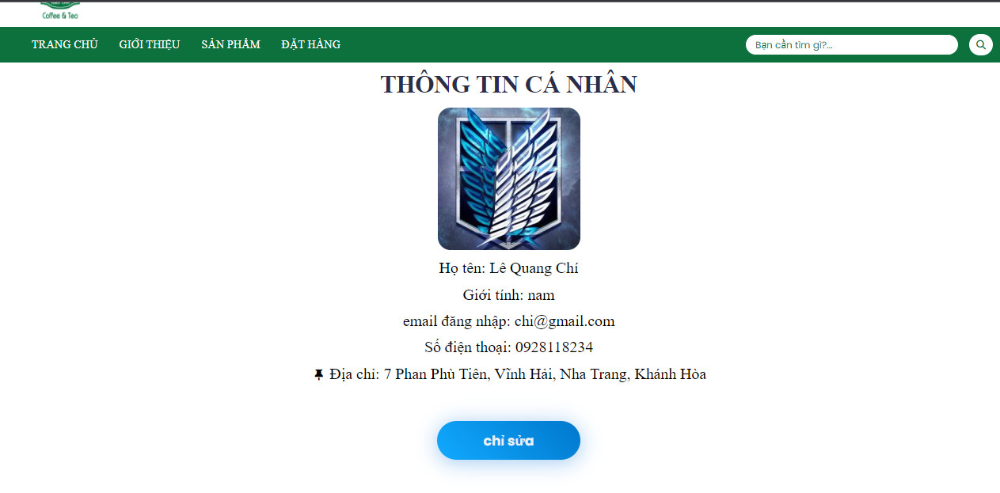 Coffee & Tea
TRANG CHỦ GIỚI THIỆU SẢN PHẨM ĐẶT HÀNG Bạn cần tìm gì?...
THÔNG TIN CÁ NHÂN
Họ tên: Lê Quang Chí
Giới tính: nam
email đăng nhập: chi@gmail.com
Số điện thoại: 0928118234
Địa chỉ: 7 Phan Phù Tiên, Vĩnh Hải, Nha Trang, Khánh Hòa
chỉ sửa